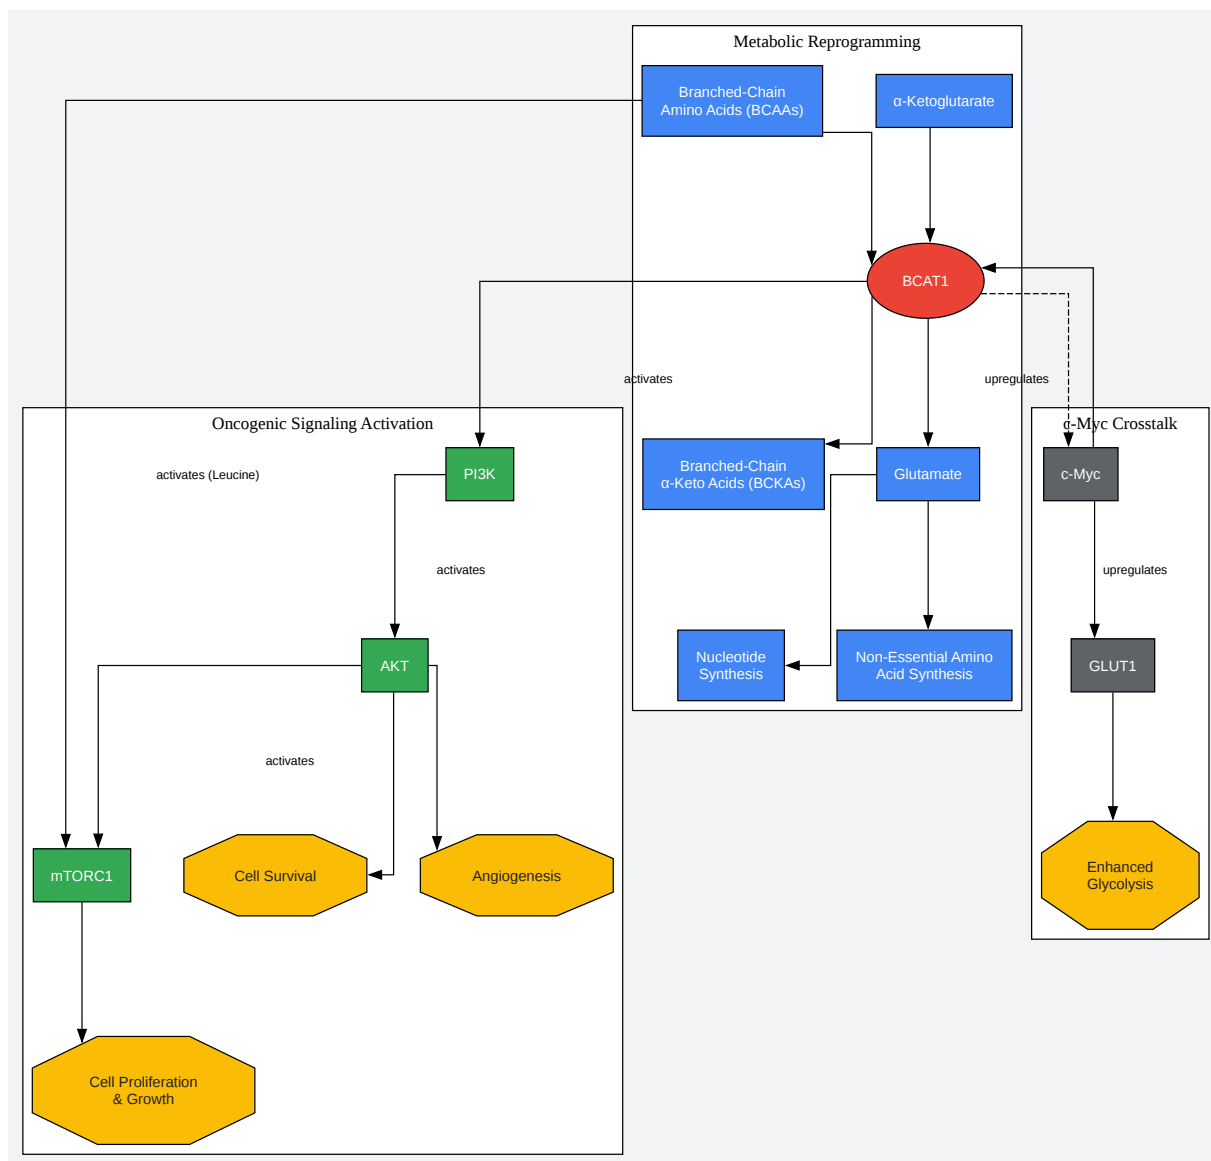 Metabolic Reprogramming
Branched-Chain
Amino Acids (BCAAs)
α-Ketoglutarate
BCAT1
activates
upregulates
Oncogenic Signaling Activation
c-Myc Crosstalk
activates (Leucine)
PI3K
Branched-Chain
α-Keto Acids (BCKAs)
Glutamate
c-Myc
activates
upregulates
AKT
Nucleotide
Synthesis
Non-Essential Amino
Acid Synthesis
GLUT1
activates
mTORC1
Cell Survival
Angiogenesis
Enhanced
Glycolysis
Cell Proliferation
& Growth